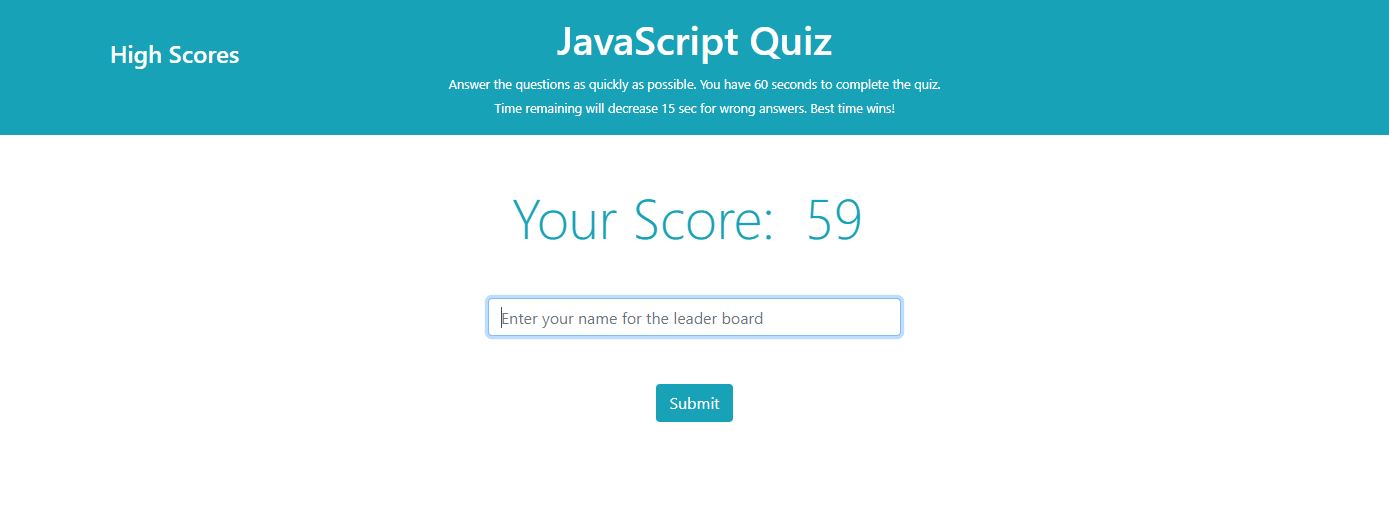 High Scores
JavaScript Quiz
Answer the questions as quickly as possible. You have 60 seconds to complete the quiz.
Time remaining will decrease 15 sec for wrong answers. Best time wins!
Your Score: 59
Enter your name for the leader board
Submit